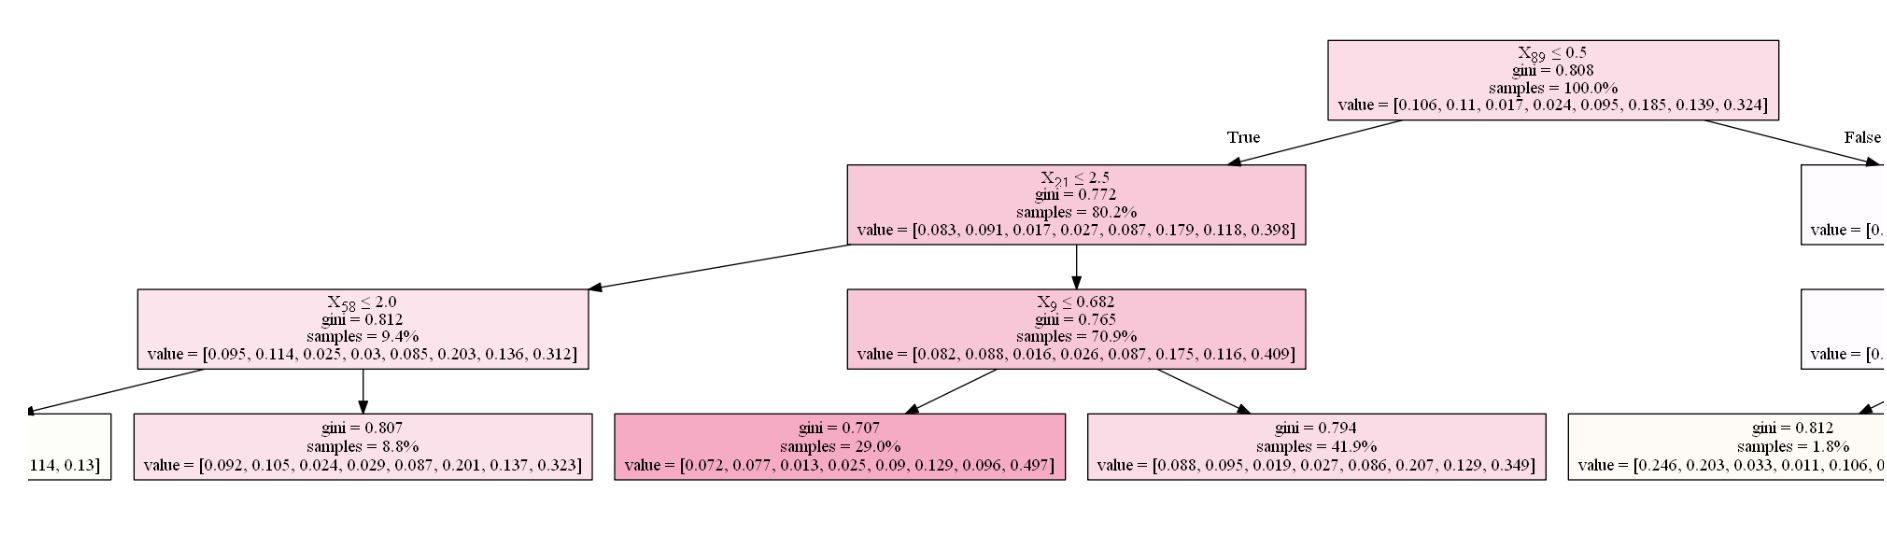 X89 ≤ 0.5
gini = 0.808
samples = 100.0%
value = [0.106, 0.11, 0.017, 0.024, 0.095, 0.185, 0.139, 0.324]
True
False
X21 ≤ 2.5
gini = 0.772
samples = 80.2%
value = [0.083, 0.091, 0.017, 0.027, 0.087, 0.179, 0.118, 0.398]
value = [0.
X58 ≤ 2.0
gini = 0.812
samples = 9.4%
value = [0.095, 0.114, 0.025, 0.03, 0.085, 0.203, 0.136, 0.312]
X9 ≤ 0.682
gini = 0.765
samples = 70.9%
value = [0.082, 0.088, 0.016, 0.026, 0.087, 0.175, 0.116, 0.409]
value = [0.
114, 0.13]
gini = 0.807
samples = 8.8%
value = [0.092, 0.105, 0.024, 0.029, 0.087, 0.201, 0.137, 0.323]
gini = 0.707
samples = 29.0%
value = [0.072, 0.077, 0.013, 0.025, 0.09, 0.129, 0.096, 0.497]
gini = 0.794
samples = 41.9%
value = [0.088, 0.095, 0.019, 0.027, 0.086, 0.207, 0.129, 0.349]
gini = 0.812
samples = 1.8%
value = [0.246, 0.203, 0.033, 0.011, 0.106, 0